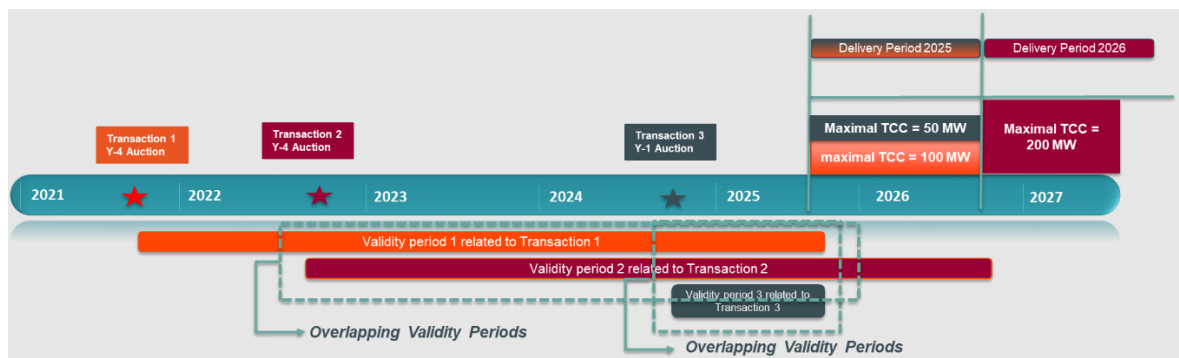 Delivery Period 2025
Delivery Period 2026
Transaction 1
Y-4 Auction
Transaction 2
Y-4 Auction
Transaction 3
Y-1 Auction
Maximal TCC = 50 MW
maximal TCC = 100 MW
Maximal TCC =
200 MW
2021
2022
2023
2024
2025
2026
2027
Validity period 1 related to Transaction 1
Validity period 2 related to Transaction 2
Validity period 3 related to
Transaction 3
Overlapping Validity Periods
Overlapping Validity Periods